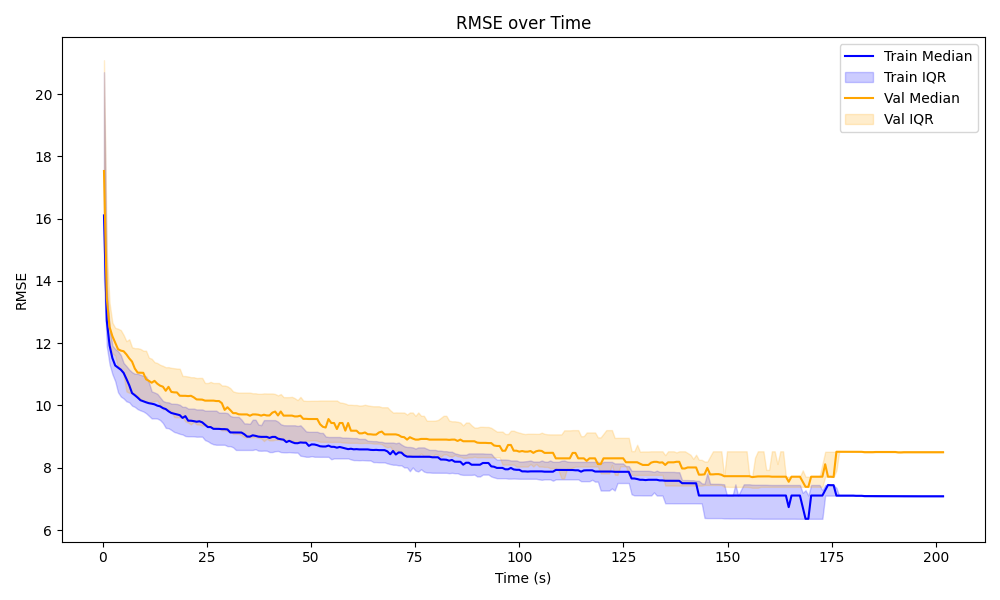 RMSE over Time
Train Median
Train IQR
Val Median
Val IQR
RMSE
20
18
16
14
12
10
8
6
0 25 50 75 100 125 150 175 200
Time (s)